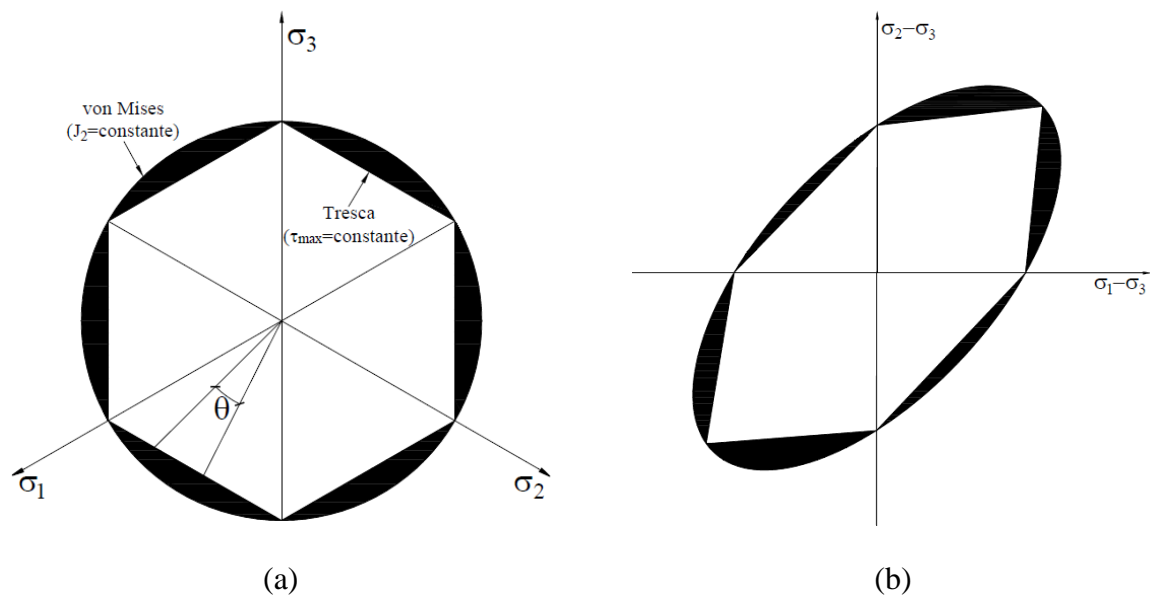 σ3
von Mises
(J2=constante)
Tresca
(τmax=constante)
θ
σ1
σ2
(a)
σ2−σ3
σ1−σ3
(b)